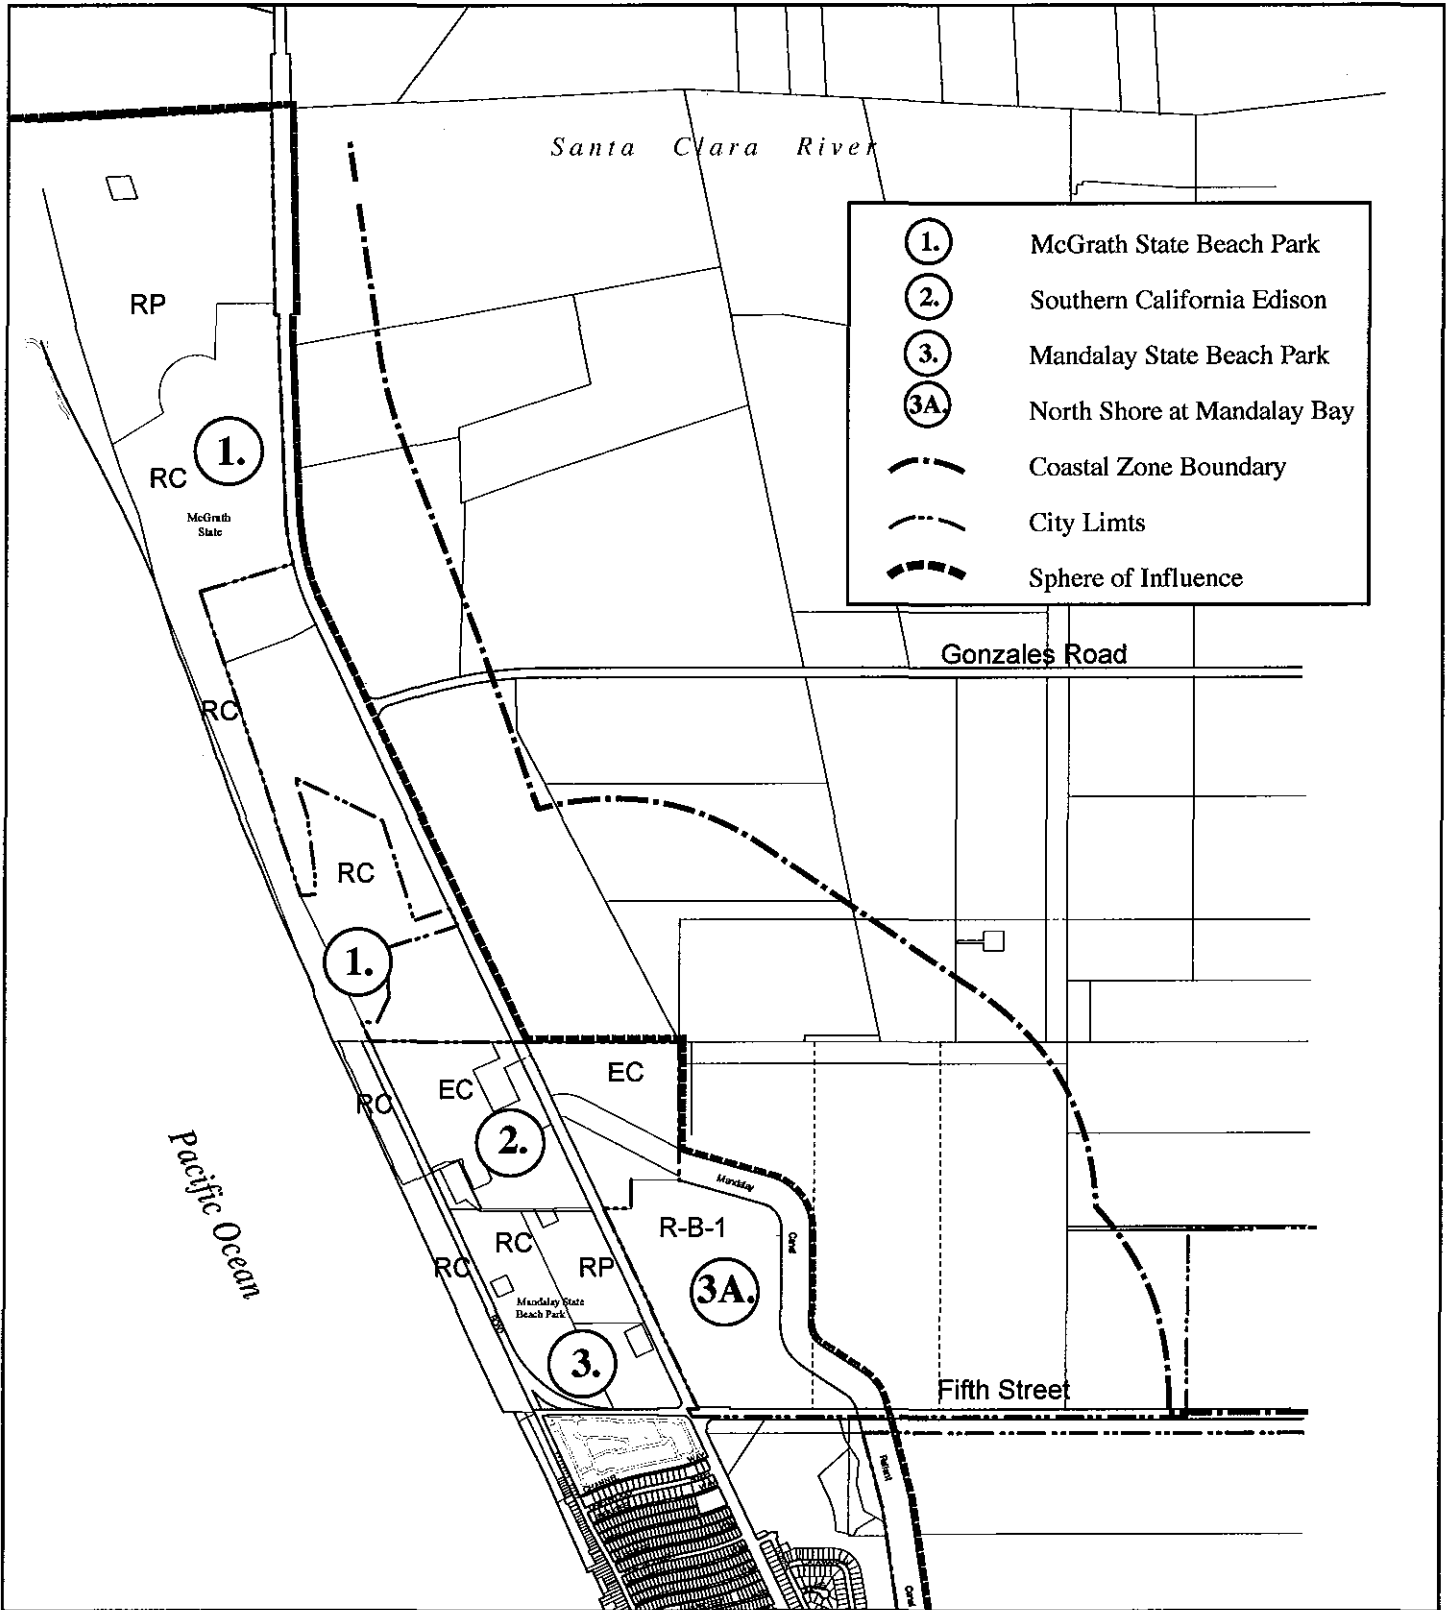 Santa Clara River
1. McGrath State Beach Park
2. Southern California Edison
3. Mandalay State Beach Park
3A. North Shore at Mandalay Bay
Coastal Zone Boundary
City Limts
Sphere of Influence
RP
1.
RC
McGrath
State
Gonzales Road
RC
RC
1.
EC
EC
RC
2.
Pacific Ocean
Mandalay
Canal
R-B-1
RC
RC
RP
3A.
Mandalay State
Beach Park
3.
Fifth Street
Reliant
Canal